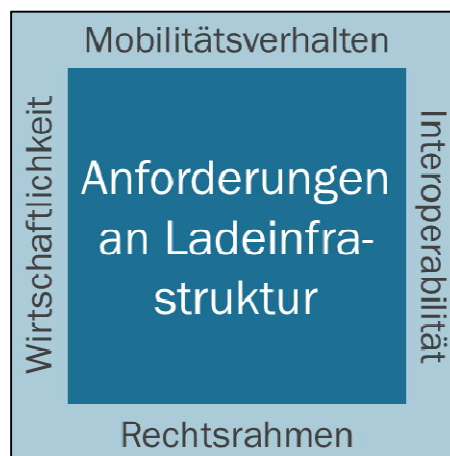 Mobilitätsverhalten
Wirtschaftlichkeit
Anforderungen
an Ladeinfra-
struktur
Interoperabilität
Rechtsrahmen